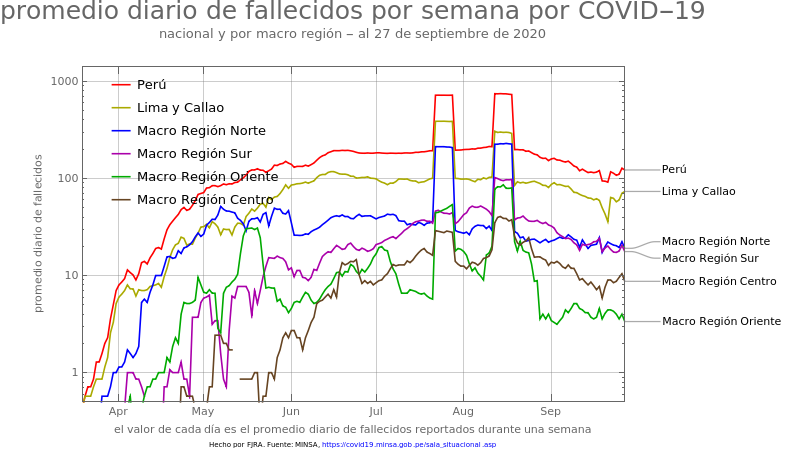 promedio diario de fallecidos por semana por COVID−19
nacional y por macro región − al 27 de septiembre de 2020
promedio diario de fallecidos
1000
100
10
1
Perú
Lima y Callao
Macro Región Norte
Macro Región Sur
Macro Región Oriente
Macro Región Centro
Perú
Lima y Callao
Macro Región Norte
Macro Región Sur
Macro Región Centro
Macro Región Oriente
Apr May Jun Jul Aug Sep
el valor de cada día es el promedio diario de fallecidos reportados durante una semana
Hecho por FJRA. Fuente: MINSA, https://covid19.minsa.gob.pe/sala_situacional .asp